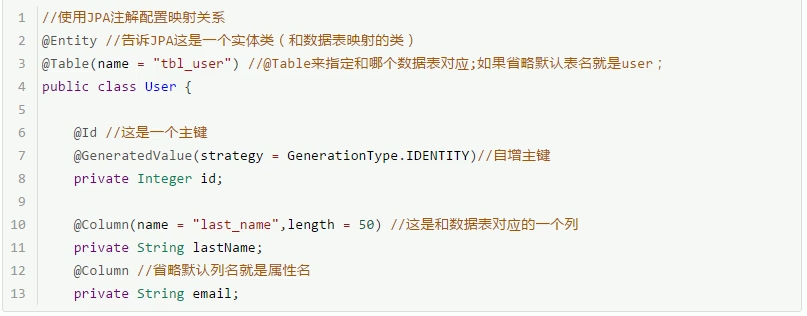 1 //使用JPA注解配置映射关系
2 @Entity //告诉JPA这是一个实体类（和数据表映射的类）
3 @Table(name = "tbl_user") //@Table来指定和哪个数据表对应;如果省略默认表名就是user；
4 public class User {
5
6 @Id //这是一个主键
7 @GeneratedValue(strategy = GenerationType.IDENTITY)//自增主键
8 private Integer id;
9
10 @Column(name = "last_name",length = 50) //这是和数据表对应的一个列
11 private String lastName;
12 @Column //省略默认列名就是属性名
13 private String email;